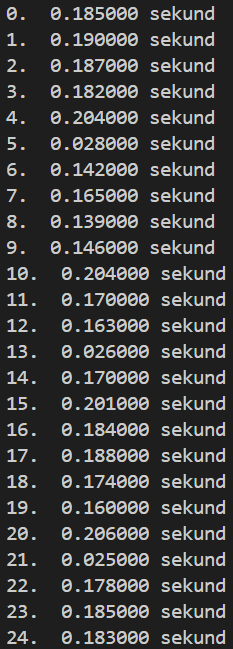 0.  0.185000 sekund
1.  0.190000 sekund
2.  0.187000 sekund
3.  0.182000 sekund
4.  0.204000 sekund
5.  0.028000 sekund
6.  0.142000 sekund
7.  0.165000 sekund
8.  0.139000 sekund
9.  0.146000 sekund
10.  0.204000 sekund
11.  0.170000 sekund
12.  0.163000 sekund
13.  0.026000 sekund
14.  0.170000 sekund
15.  0.201000 sekund
16.  0.184000 sekund
17.  0.188000 sekund
18.  0.174000 sekund
19.  0.160000 sekund
20.  0.206000 sekund
21.  0.025000 sekund
22.  0.178000 sekund
23.  0.185000 sekund
24.  0.183000 sekund